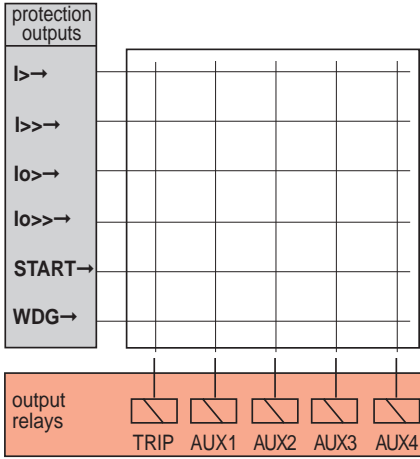 protection
outputs
I>→
I>>→
Io>→
Io>>→
START→
WDG→
output
relays
TRIP AUX1 AUX2 AUX3 AUX4